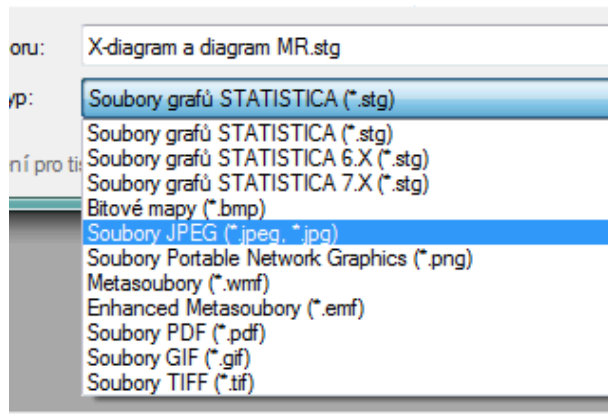 oru: X-diagram a diagram MR.stg
yp: Soubory grafů STATISTICA (*.stg)
Soubory grafů STATISTICA (*.stg)
Soubory grafů STATISTICA 6.X (*.stg)
ní pro ti
Soubory grafů STATISTICA 7.X (*.stg)
Bitové mapy (*.bmp)
Soubory JPEG (*.jpeg, *.jpg)
Soubory Portable Network Graphics (*.png)
Metasoubory (*.wmf)
Enhanced Metasoubory (*.emf)
Soubory PDF (*.pdf)
Soubory GIF (*.gif)
Soubory TIFF (*.tif)